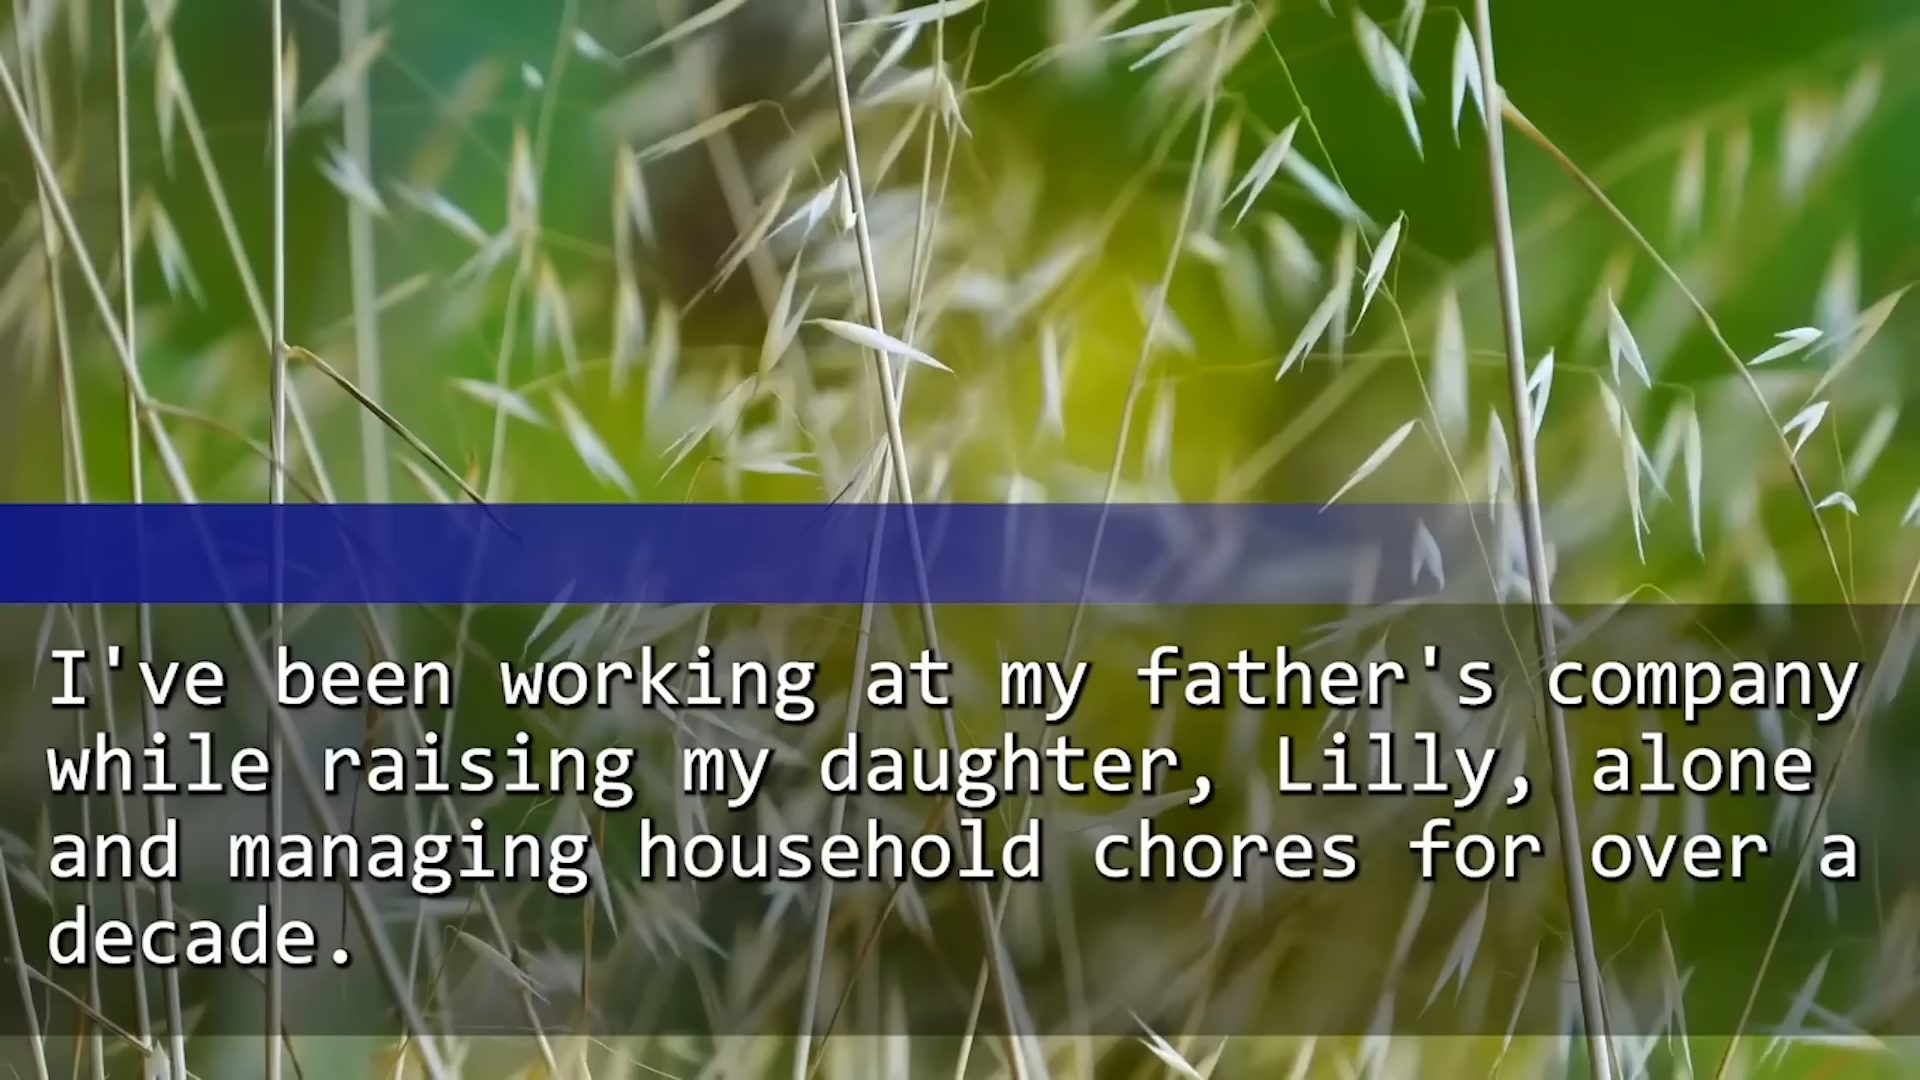 I've been working at my father's company
while raising my daughter, Lilly, alone
and managing household chores for over a
decade.